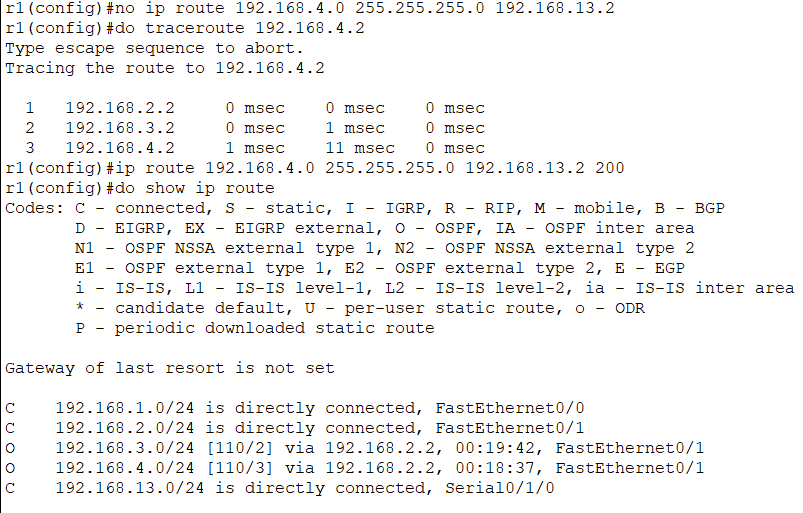 r1(config)#no ip route 192.168.4.0 255.255.255.0 192.168.13.2
r1(config)#do traceroute 192.168.4.2
Type escape sequence to abort.
Tracing the route to 192.168.4.2
1 192.168.2.2 0 msec 0 msec 0 msec
2 192.168.3.2 0 msec 1 msec 0 msec
3 192.168.4.2 1 msec 11 msec 0 msec
r1(config)#ip route 192.168.4.0 255.255.255.0 192.168.13.2 200
r1(config)#do show ip route
Codes: C - connected, S - static, I - IGRP, R - RIP, M - mobile, B - BGP
D - EIGRP, EX - EIGRP external, O - OSPF, IA - OSPF inter area
N1 - OSPF NSSA external type 1, N2 - OSPF NSSA external type 2
E1 - OSPF external type 1, E2 - OSPF external type 2, E - EGP
i - IS-IS, L1 - IS-IS level-1, L2 - IS-IS level-2, ia - IS-IS inter area
* - candidate default, U - per-user static route, o - ODR
P - periodic downloaded static route
Gateway of last resort is not set
C 192.168.1.0/24 is directly connected, FastEthernet0/0
C 192.168.2.0/24 is directly connected, FastEthernet0/1
O 192.168.3.0/24 [110/2] via 192.168.2.2, 00:19:42, FastEthernet0/1
O 192.168.4.0/24 [110/3] via 192.168.2.2, 00:18:37, FastEthernet0/1
C 192.168.13.0/24 is directly connected, Serial0/1/0